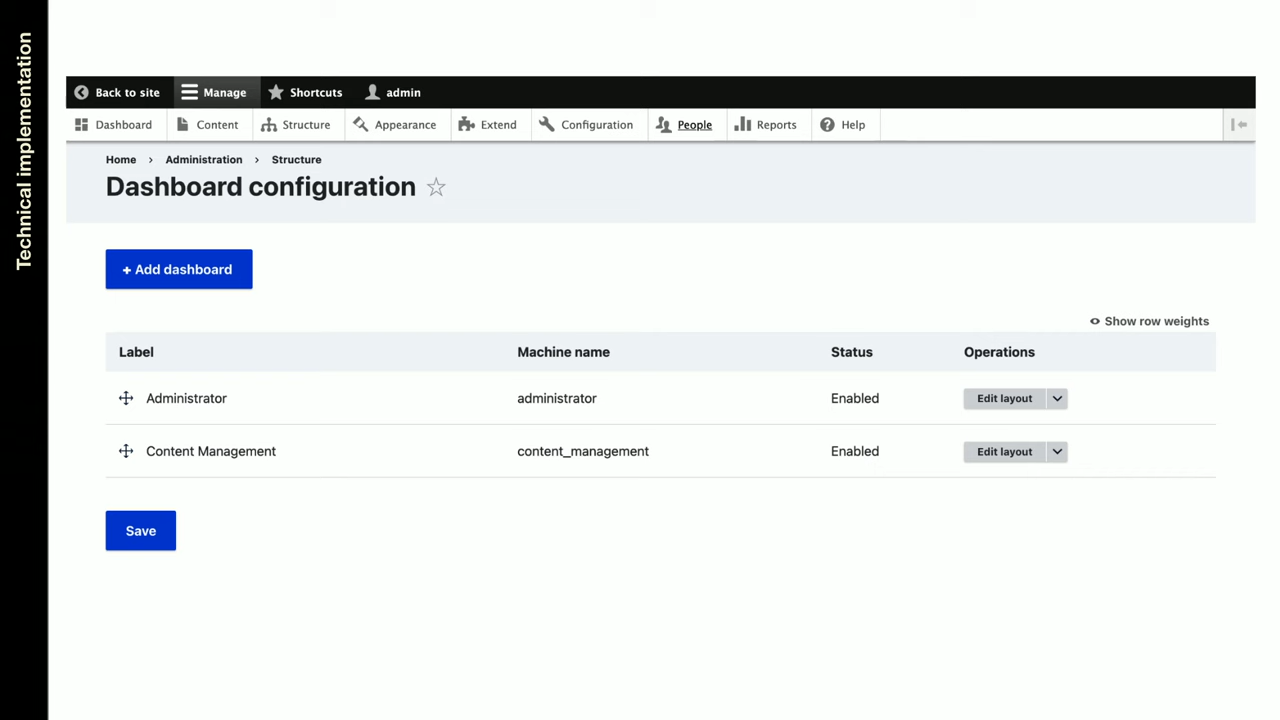 Technical implementation
Back to site Manage Shortcuts admin
Dashboard Content Structure Appearance Extend Configuration People Reports Help
Home › Administration › Structure
Dashboard configuration
+ Add dashboard
Show row weights
Label Machine name Status Operations
Administrator administrator Enabled Edit layout
Content Management content_management Enabled Edit layout
Save